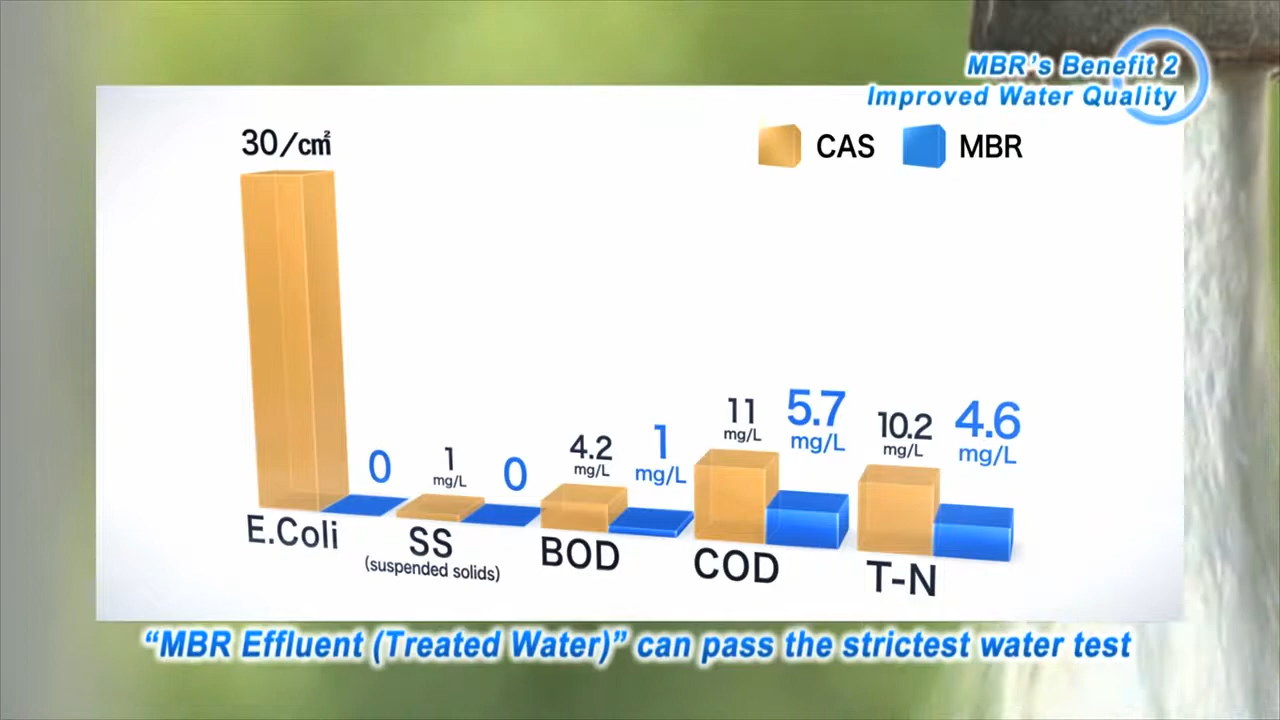 MBR's Benefit 2
Improved Water Quality
30/cm²
CAS
MBR
0
1
mg/L
0
4.2
mg/L
1
mg/L
11
mg/L
5.7
mg/L
10.2
mg/L
4.6
mg/L
E.Coli
SS
(suspended solids)
BOD
COD
T-N
“MBR Effluent (Treated Water)” can pass the strictest water test